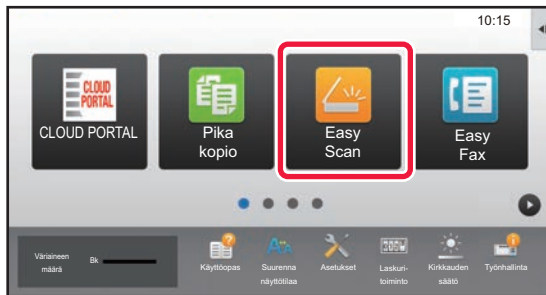 10:15
CLOUD
PORTAL
CLOUD PORTAL
Pika
kopio
Easy
Scan
Easy
Fax
Väriaineen
määrä
Bk
Käyttöopas
Suurenna
näyttötilaa
Asetukset
Laskuri-
toiminto
Kirkkauden
säätö
Työnhallinta